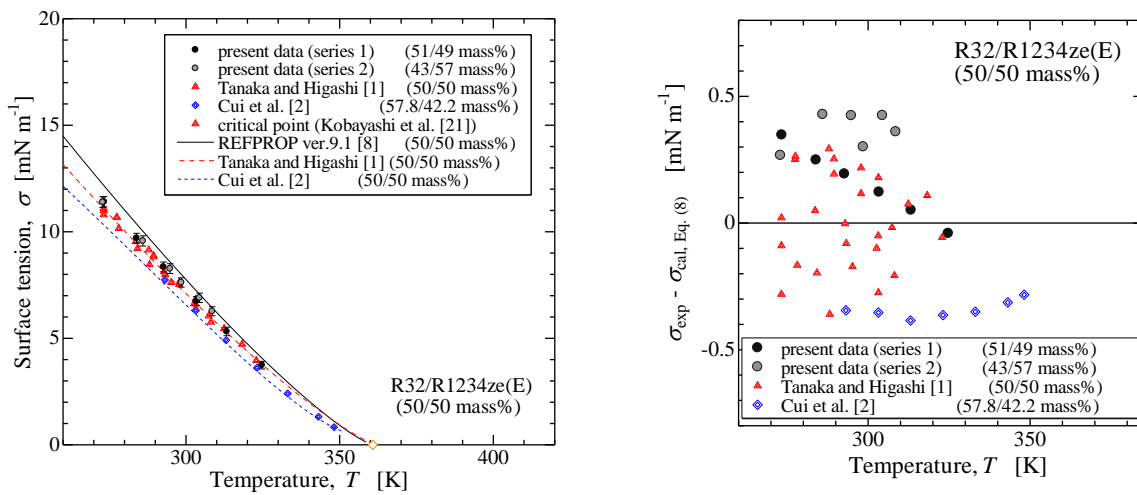 20
15
10
5
0
Surface tension, σ [mN m⁻¹]
present data (series 1) (51/49 mass%)
present data (series 2) (43/57 mass%)
Tanaka and Higashi [1] (50/50 mass%)
Cui et al. [2] (57.8/42.2 mass%)
critical point (Kobayashi et al. [21])
REFPROP ver.9.1 [8] (50/50 mass%)
Tanaka and Higashi [1] (50/50 mass%)
Cui et al. [2] (50/50 mass%)
R32/R1234ze(E)
(50/50 mass%)
300 350 400
Temperature, T [K]
R32/R1234ze(E)
(50/50 mass%)
0.5
0
-0.5
σexp - σcal, Eq. (8) [mN m⁻¹]
present data (series 1) (51/49 mass%)
present data (series 2) (43/57 mass%)
Tanaka and Higashi [1] (50/50 mass%)
Cui et al. [2] (57.8/42.2 mass%)
300 350
Temperature, T [K]